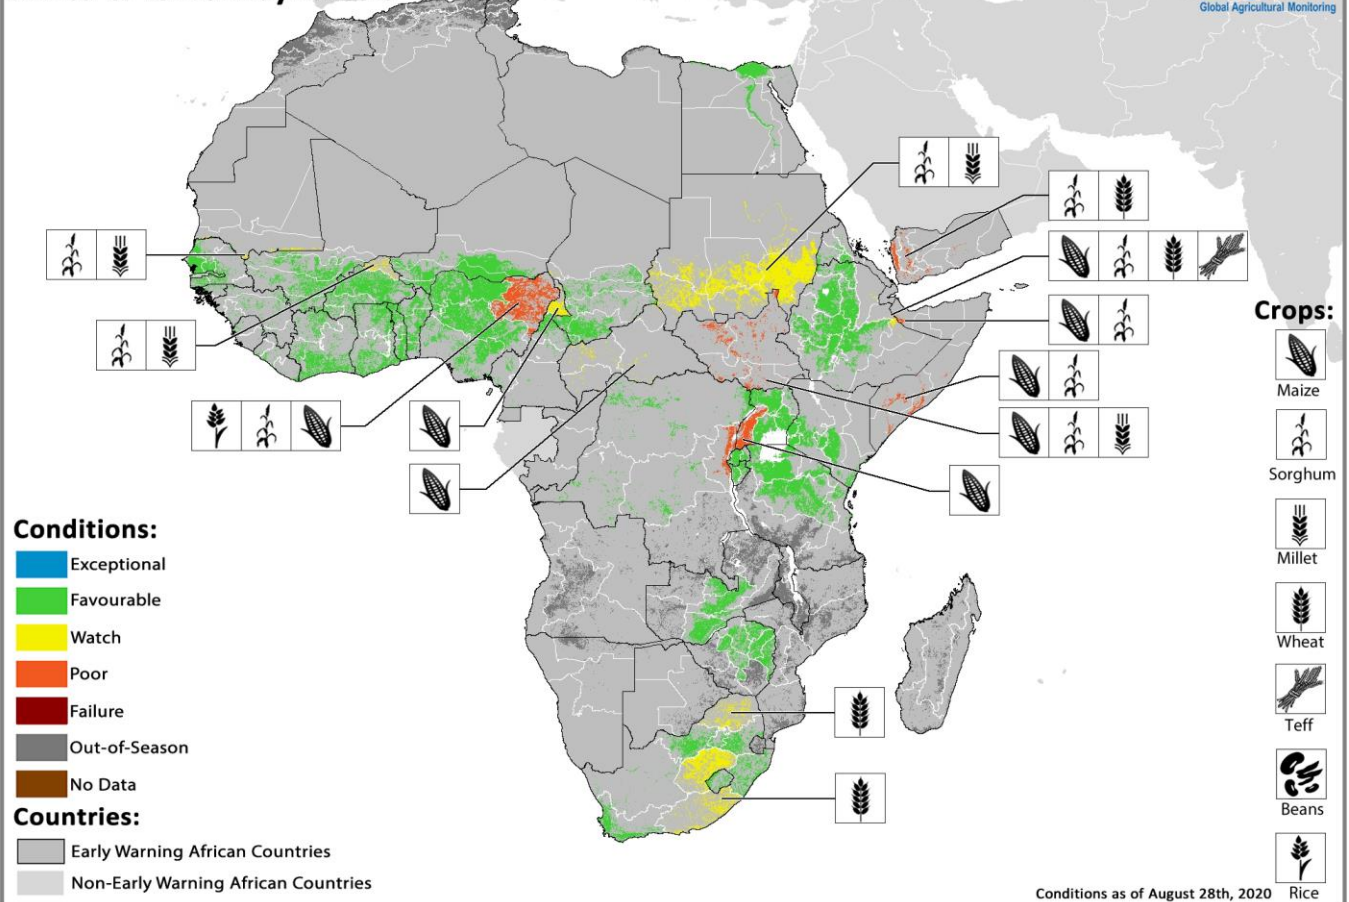 Global Agricultural Monitoring
Crops:
Maize
Sorghum
Millet
Wheat
Teff
Beans
Rice
Conditions:
Exceptional
Favourable
Watch
Poor
Failure
Out-of-Season
No Data
Countries:
Early Warning African Countries
Non-Early Warning African Countries
Conditions as of August 28th, 2020